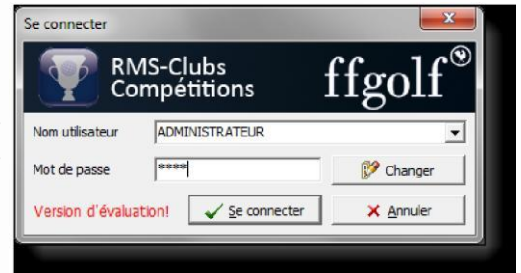 Se connecter
RMS-Clubs
Compétitions
ffgolf®
Nom utilisateur ADMINISTRATEUR
Mot de passe **** Changer
Version d'évaluation! Se connecter Annuler